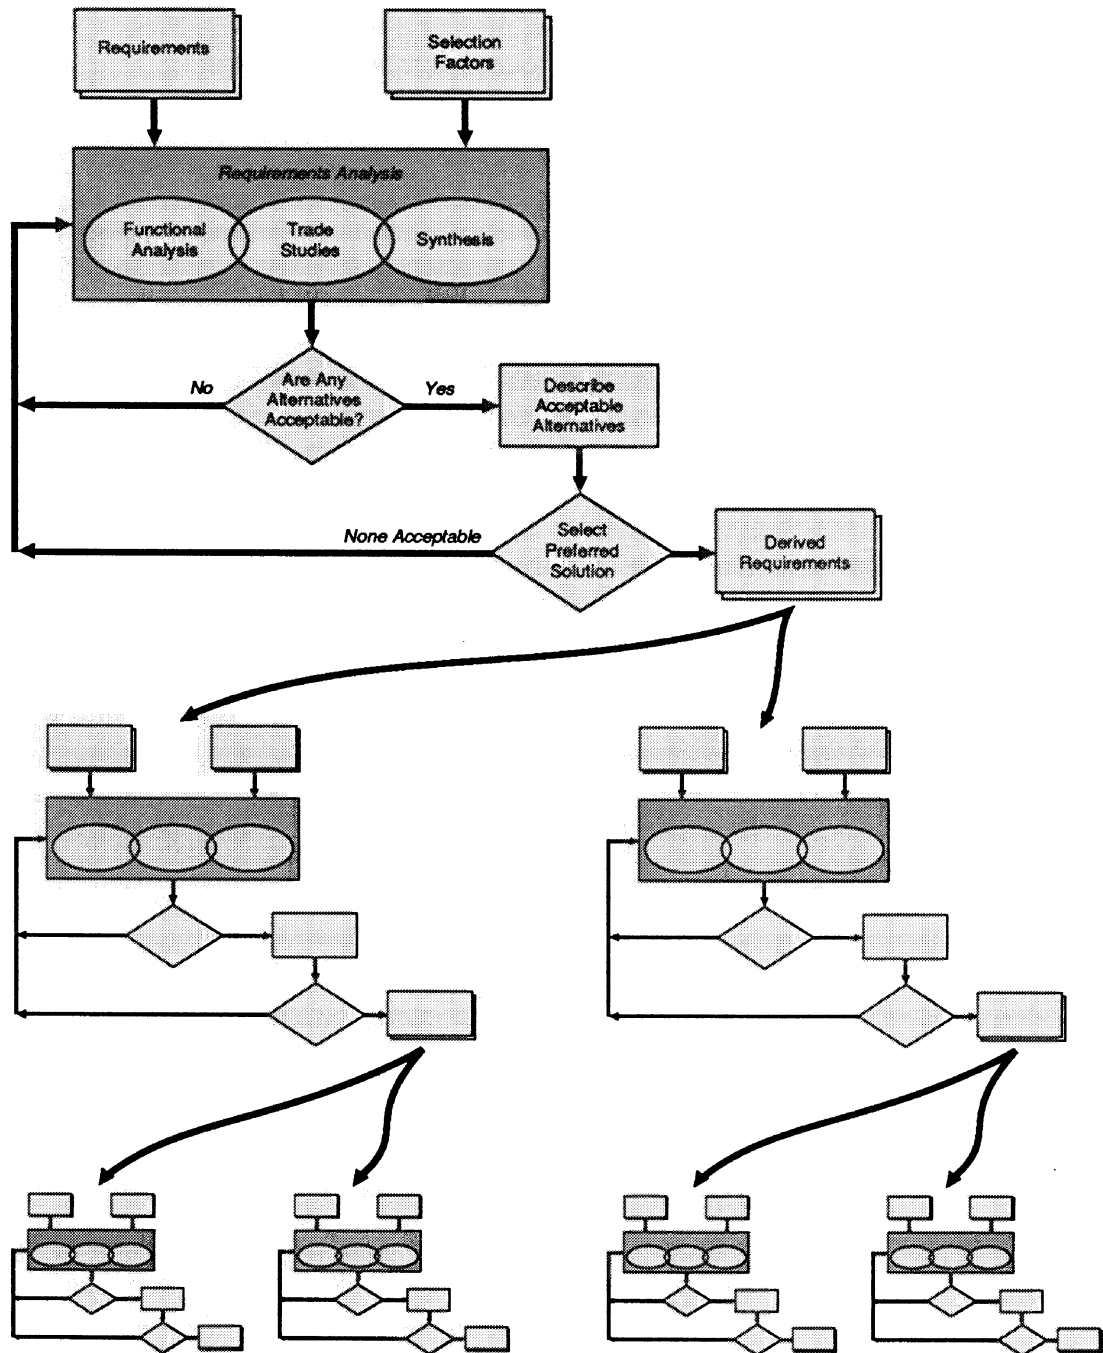 Requirements
Selection
Factors
Requirements Analysis
Functional
Analysis
Trade
Studies
Synthesis
No
Are Any
Alternatives
Acceptable?
Yes
Describe
Acceptable
Alternatives
None Acceptable
Select
Preferred
Solution
Derived
Requirements